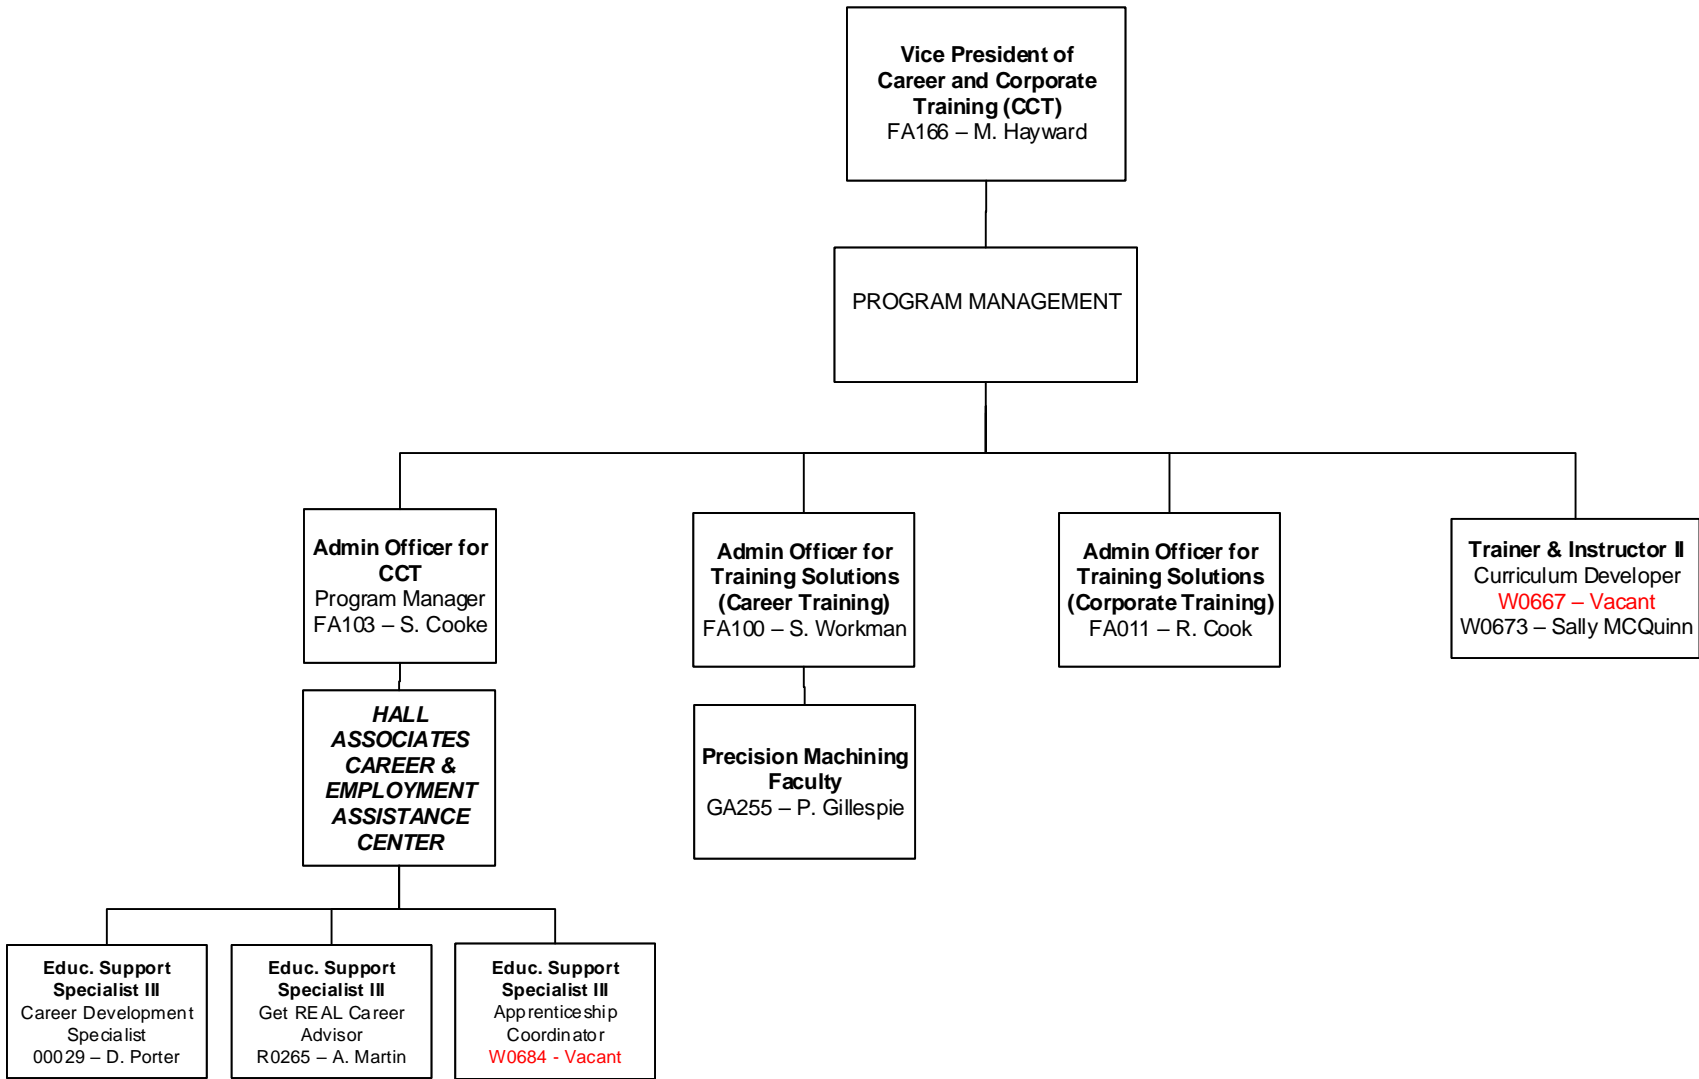 Vice President of
Career and Corporate
Training (CCT)
FA166 – M. Hayward
PROGRAM MANAGEMENT
Admin Officer for
CCT
Program Manager
FA103 – S. Cooke
Admin Officer for
Training Solutions
(Career Training)
FA100 – S. Workman
Admin Officer for
Training Solutions
(Corporate Training)
FA011 – R. Cook
Trainer & Instructor II
Curriculum Developer
W0667 – Vacant
W0673 – Sally MCQuinn
HALL
ASSOCIATES
CAREER &
EMPLOYMENT
ASSISTANCE
CENTER
Precision Machining
Faculty
GA255 – P. Gillespie
Educ. Support
Specialist III
Career Development
Specialist
00029 – D. Porter
Educ. Support
Specialist III
Get REAL Career
Advisor
R0265 – A. Martin
Educ. Support
Specialist III
Apprenticeship
Coordinator
W0684 - Vacant